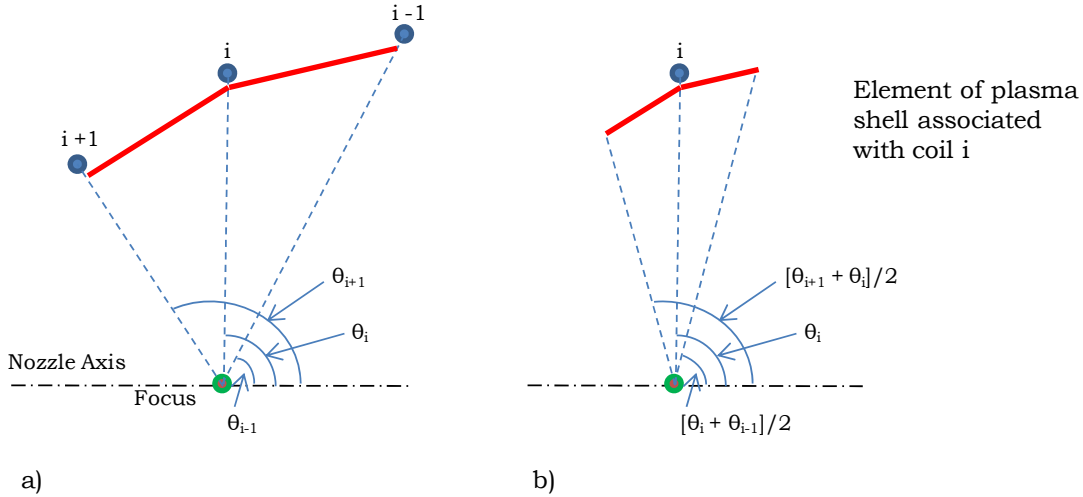 i - 1
i
i +1
θᵢ₊₁
θᵢ
Nozzle Axis
Focus
θᵢ₋₁
a)
i
Element of plasma
shell associated
with coil i
[θᵢ₊₁ + θᵢ]/2
θᵢ
[θᵢ + θᵢ₋₁]/2
b)